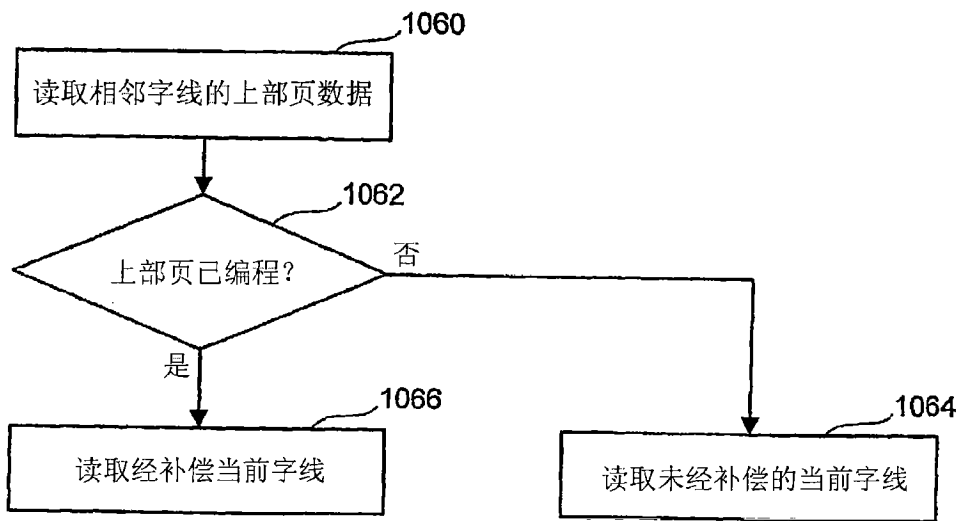 1060
读取相邻字线的上部页数据
1062
上部页己编程？
否
是
1066
读取经补偿当前字线
1064
读取未经补偿的当前字线